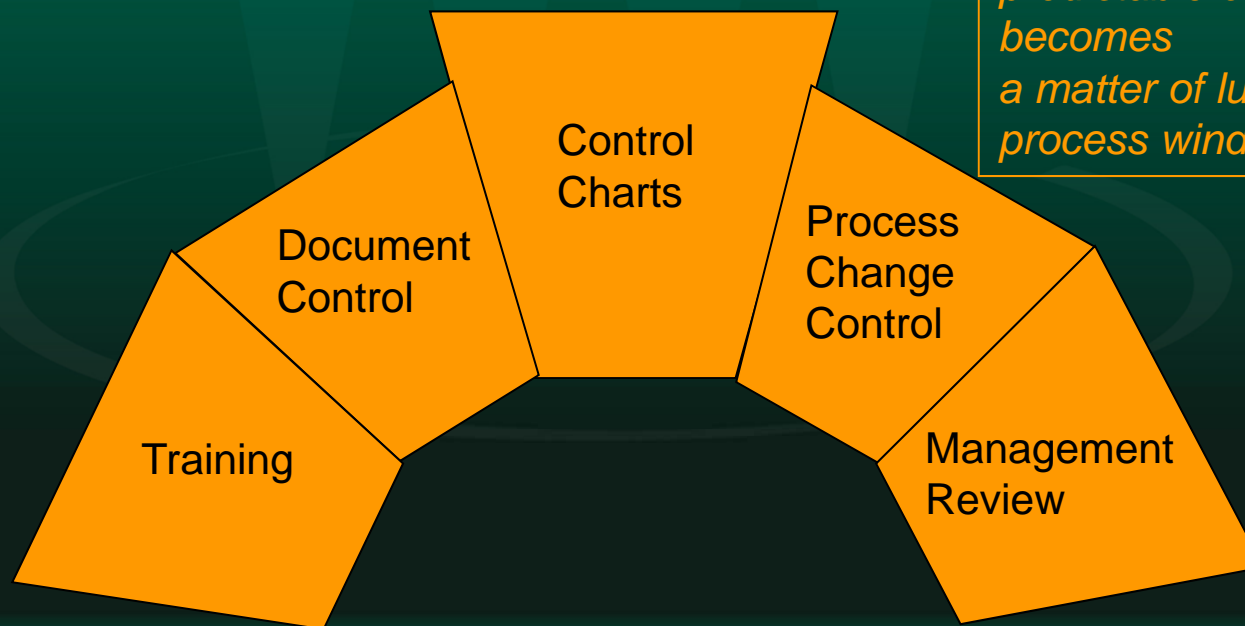 becomes
a matter of
process
Control
Charts
Document
Control
Process
Change
Control
Training
Management
Review